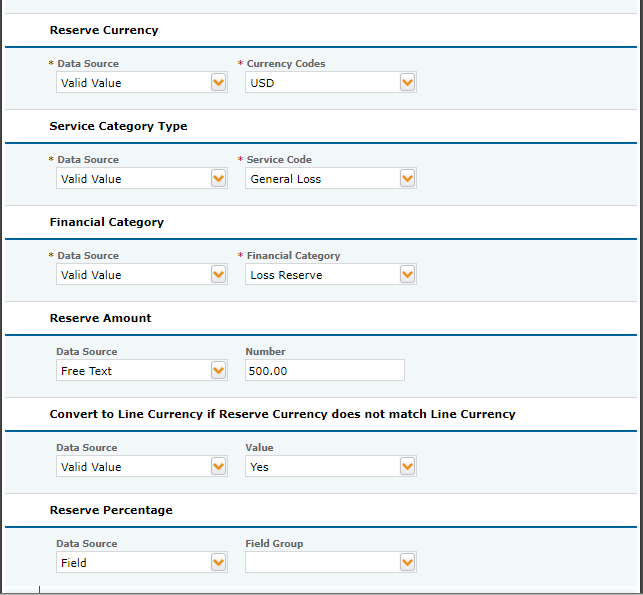 Reserve Currency
* Data Source * Currency Codes
Valid Value USD
Service Category Type
* Data Source * Service Code
Valid Value General Loss
Financial Category
* Data Source * Financial Category
Valid Value Loss Reserve
Reserve Amount
Data Source Number
Free Text 500.00
Convert to Line Currency if Reserve Currency does not match Line Currency
Data Source Value
Valid Value Yes
Reserve Percentage
Data Source Field Group
Field